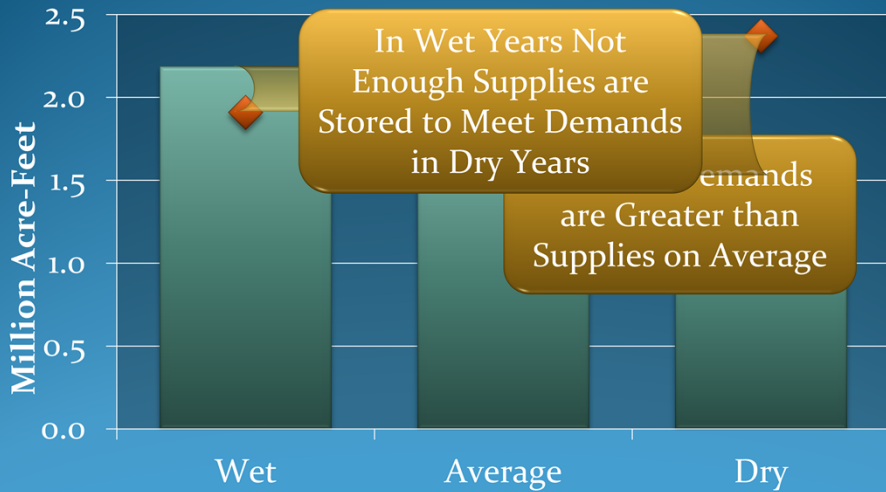 Million Acre-Feet
2.5
2.0
1.5
1.0
0.5
0.0
In Wet Years Not
Enough Supplies are
Stored to Meet Demands
in Dry Years
are Greater than
Supplies on Average
Wet
Average
Dry